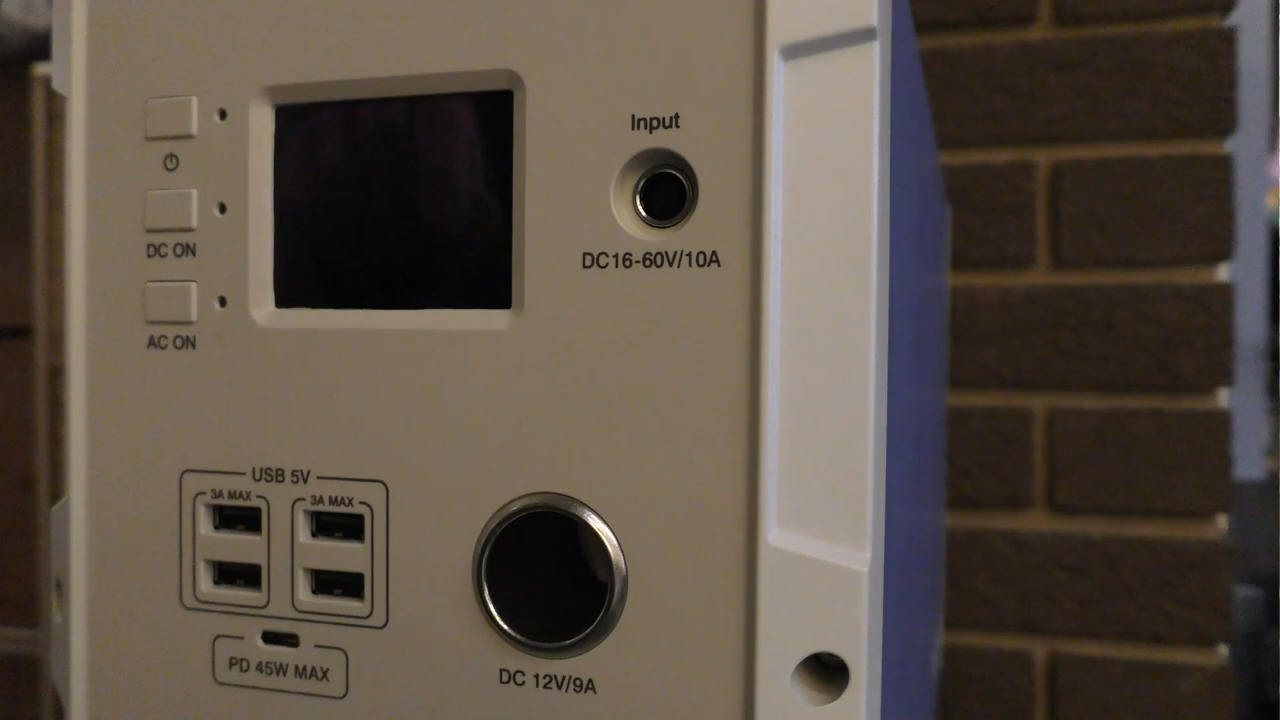 Input
DC16-60V/10A
DC ON
AC ON
USB 5V
3A MAX
3A MAX
PD 45W MAX
DC 12V/9A